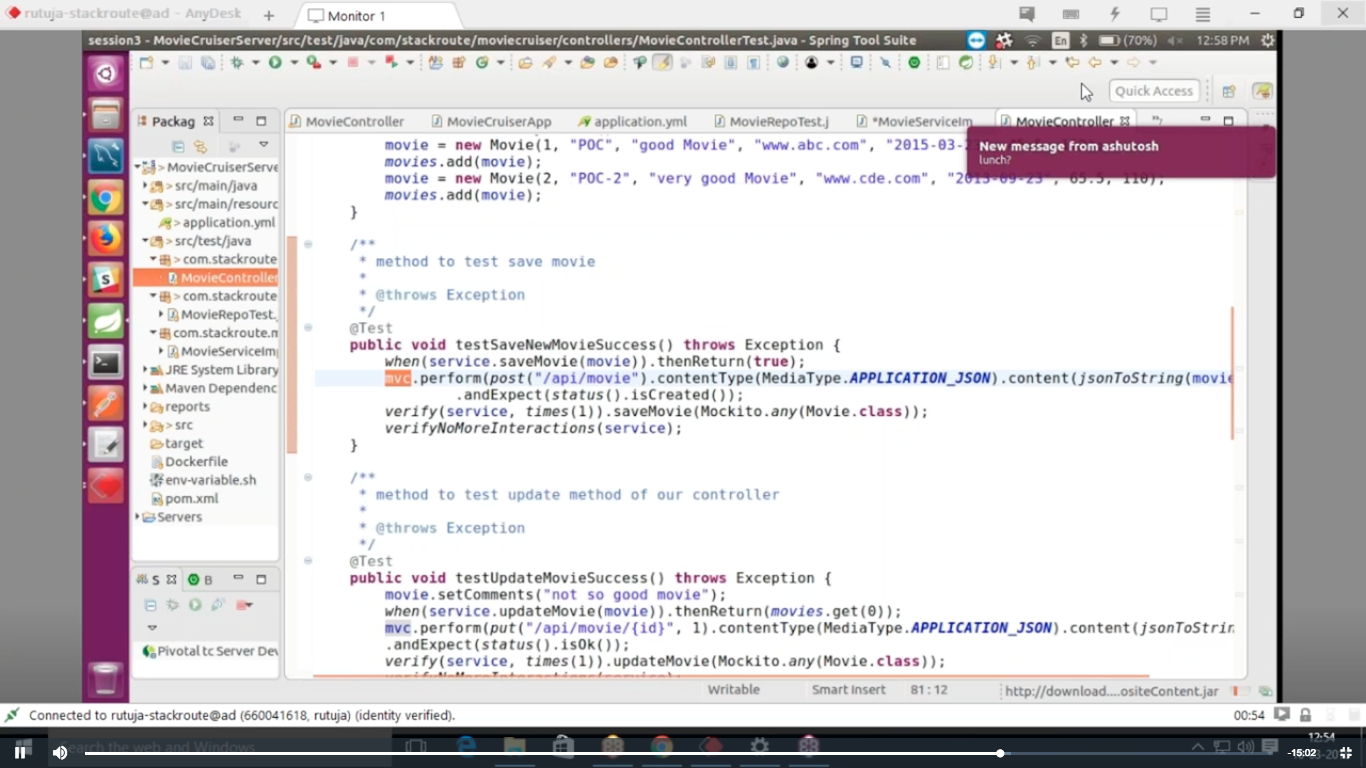 rutuja-stackroute@ad - AnyDesk
Monitor 1
session3 - MovieCruiserServer/src/test/java/com/stackroute/moviecruiser/controllers/MovieControllerTest.java - Spring Tool Suite
En
(70%)
12:58 PM
Quick Access
Packag
MovieController
MovieCruiserApp
application.yml
MovieRepoTest.j
*MovieServiceIm
MovieController
New message from ashutosh
lunch?
> MovieCruiserServe
> src/main/java
> src/main/resourc
> application.yml
> src/test/java
> com.stackroute
MovieController
> com.stackroute
MovieRepoTest.
com.stackroute.m
MovieServiceImp
JRE System Library
Maven Dependenc
reports
> src
target
Dockerfile
env-variable.sh
pom.xml
Servers
S
B
Pivotal tc Server Dev
movie = new Movie(1, "POC", "good Movie", "www.abc.com", "2015-03-2
movies.add(movie);
movie = new Movie(2, "POC-2", "very good Movie", "www.cde.com", "2013-09-23", 65.5, 110);
movies.add(movie);
}
/**
* method to test save movie
*
* @throws Exception
*/
@Test
public void testSaveNewMovieSuccess() throws Exception {
when(service.saveMovie(movie)).thenReturn(true);
mvc.perform(post("/api/movie").contentType(MediaType.APPLICATION_JSON).content(jsonToString(movie
.andExpect(status().isCreated());
verify(service, times(1)).saveMovie(Mockito.any(Movie.class));
verifyNoMoreInteractions(service);
}
/**
* method to test update method of our controller
*
* @throws Exception
*/
@Test
public void testUpdateMovieSuccess() throws Exception {
movie.setComments("not so good movie");
when(service.updateMovie(movie)).thenReturn(movies.get(0));
mvc.perform(put("/api/movie/{id}", 1).contentType(MediaType.APPLICATION_JSON).content(jsonToStrin
.andExpect(status().isOk());
verify(service, times(1)).updateMovie(Mockito.any(Movie.class));
Writable
Smart Insert
81 : 12
http://download....ositeContent.jar
Connected to rutuja-stackroute@ad (660041618, rutuja) (identity verified).
00:54
Search the web and Windows
12:54
-15:02